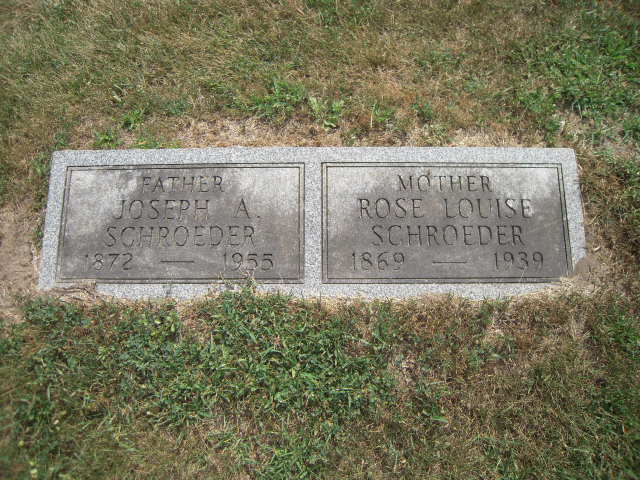 FATHER
JOSEPH A.
SCHROEDER
1872 — 1955
MOTHER
ROSE LOUISE
SCHROEDER
1869 — 1939